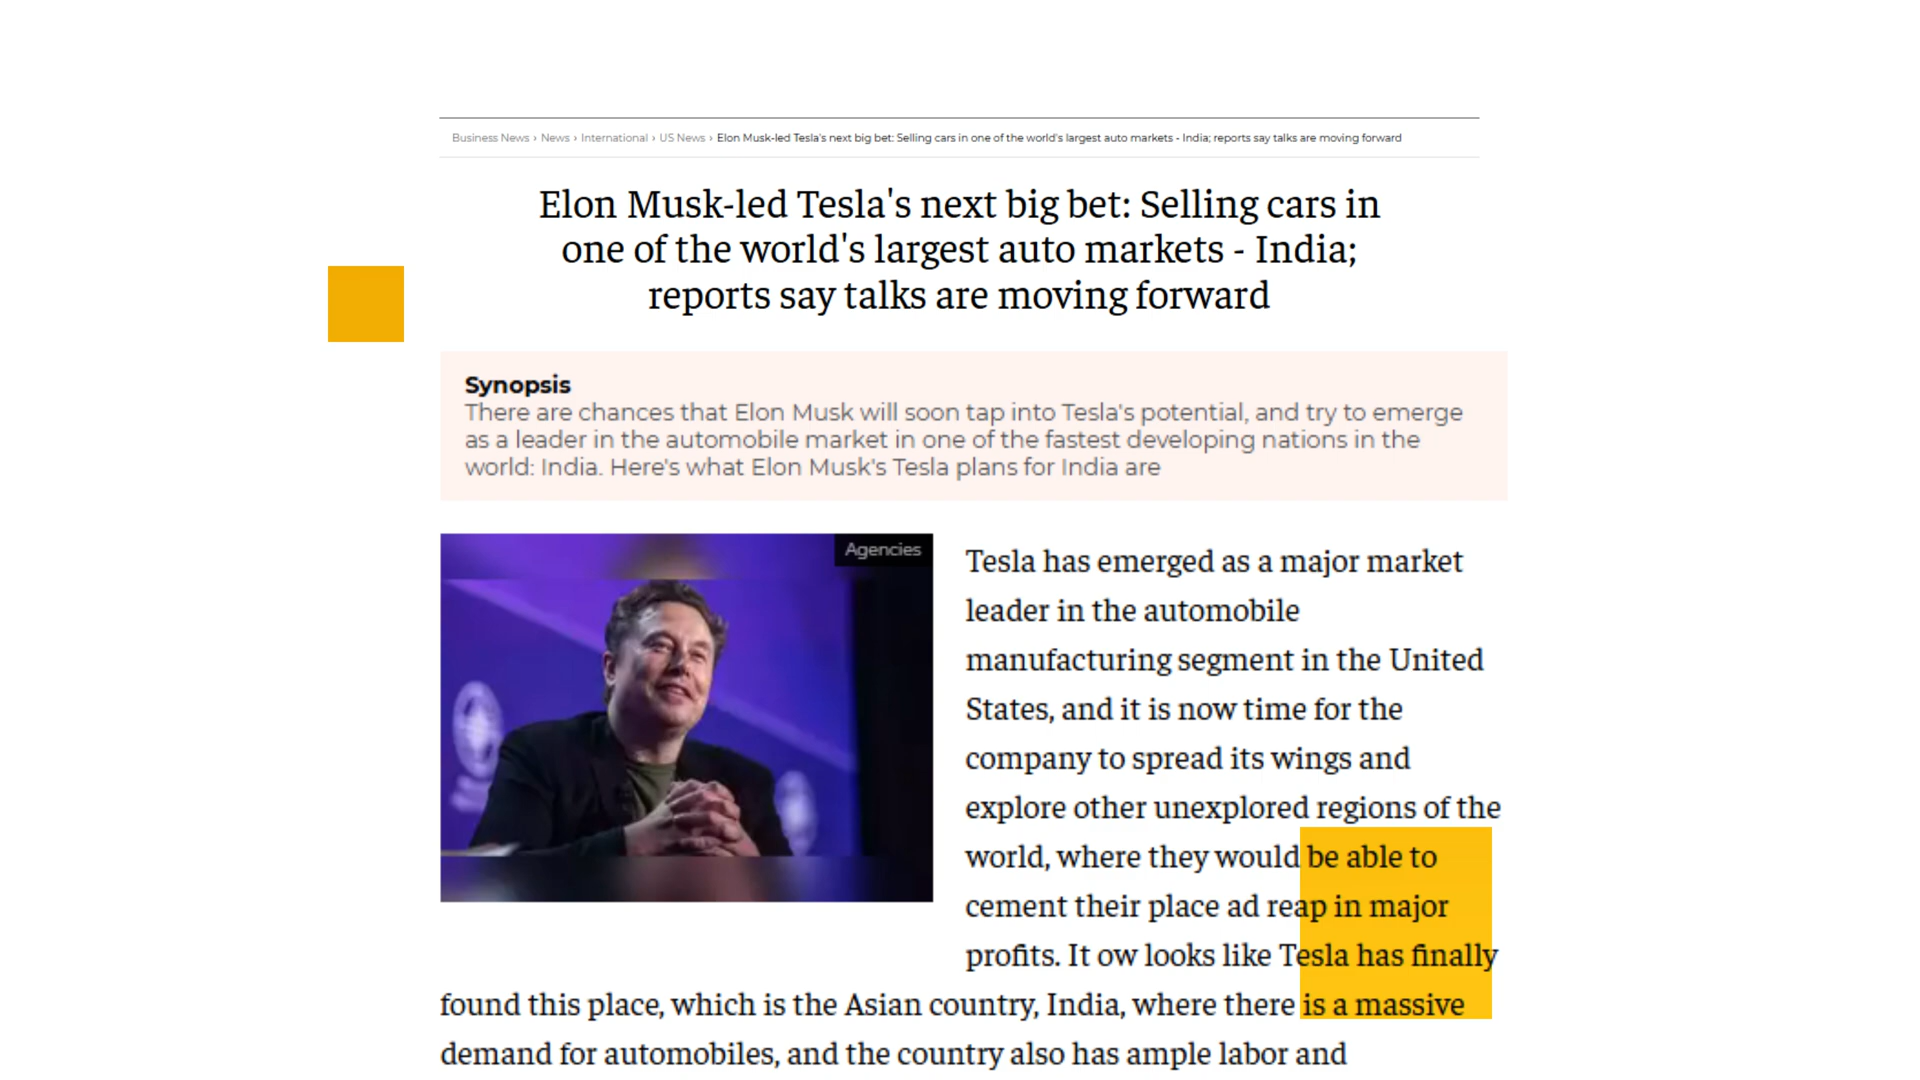 Business News › News › International › US News › Elon Musk-led Tesla's next big bet: Selling cars in one of the world's largest auto markets - India; reports say talks are moving forward
Elon Musk-led Tesla's next big bet: Selling cars in
one of the world's largest auto markets - India;
reports say talks are moving forward
Synopsis
There are chances that Elon Musk will soon tap into Tesla's potential, and try to emerge
as a leader in the automobile market in one of the fastest developing nations in the
world: India. Here's what Elon Musk's Tesla plans for India are
Agencies
Tesla has emerged as a major market
leader in the automobile
manufacturing segment in the United
States, and it is now time for the
company to spread its wings and
explore other unexplored regions of the
world, where they would be able to
cement their place ad reap in major
profits. It ow looks like Tesla has finally
found this place, which is the Asian country, India, where there is a massive
demand for automobiles, and the country also has ample labor and